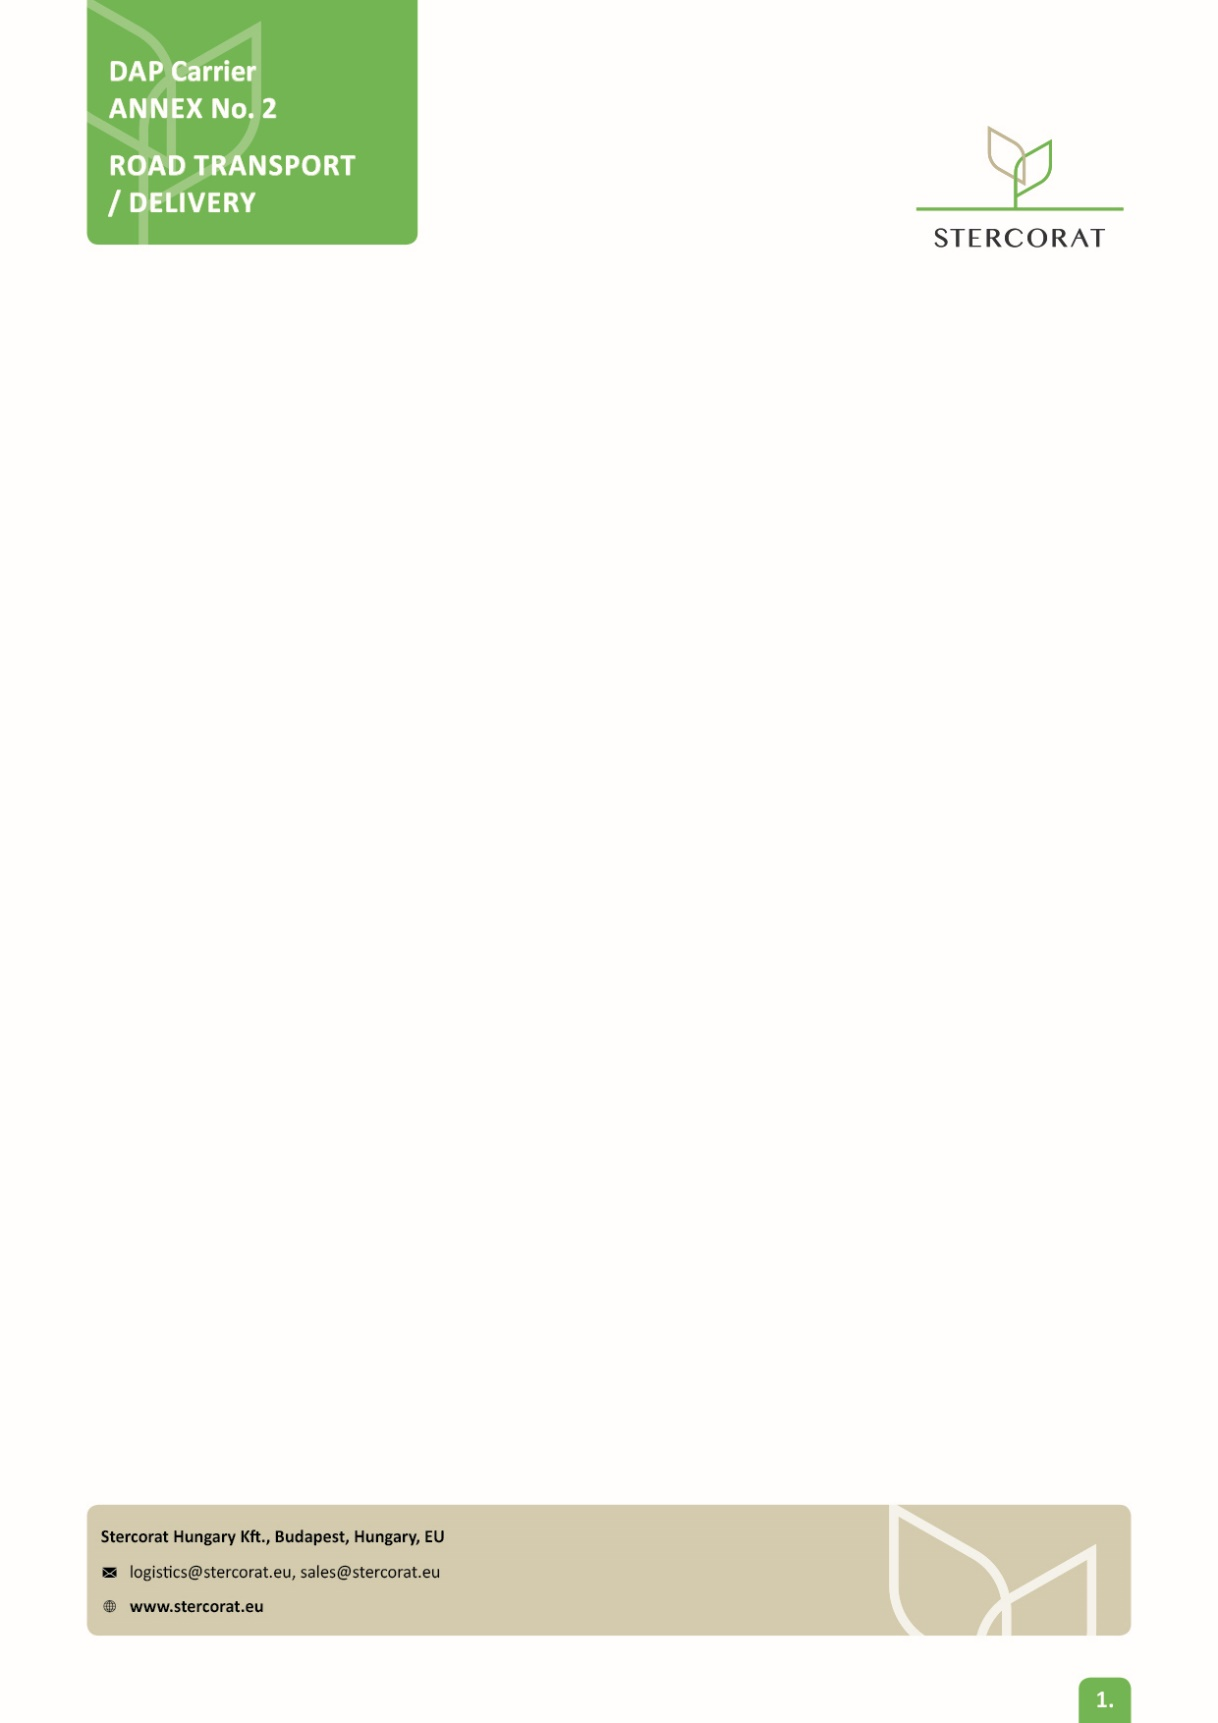 DAP Carrier
ANNEX No. 2
ROAD TRANSPORT
/ DELIVERY
STERCORAT
Stercorat Hungary Kft., Budapest, Hungary, EU
logistics@stercorat.eu, sales@stercorat.eu
www.stercorat.eu
1.